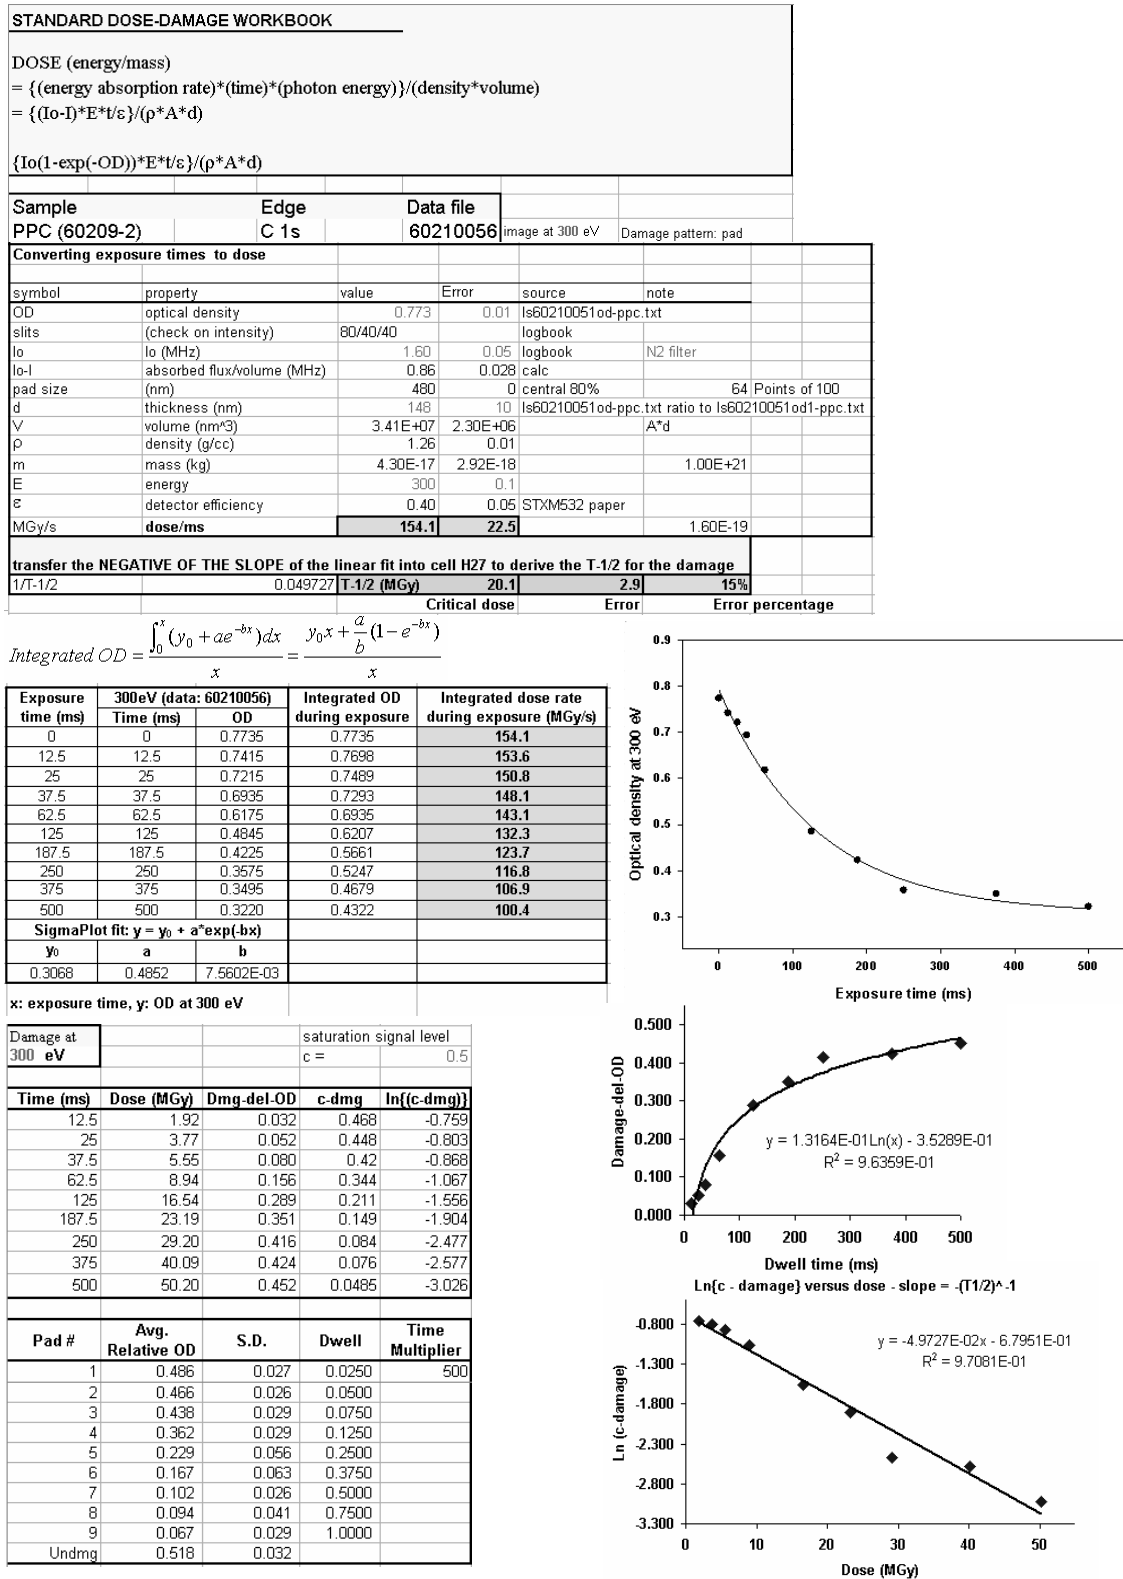 STANDARD DOSE-DAMAGE WORKBOOK
DOSE (energy/mass)
= {(energy absorption rate)*(time)*(photon energy)}/(density*volume)
= {(Io-I)*E*t/ε}/(ρ*A*d)
{Io(1-exp(-OD))*E*t/ε}/(ρ*A*d)
Sample Edge Data file
PPC (60209-2) C 1s 60210056 image at 300 eV Damage pattern: pad
Converting exposure times to dose
symbol property value Error source note
OD optical density 0.773 0.01 ls60210051od-ppc.txt
slits (check on intensity) 80/40/40 logbook
Io Io (MHz) 1.60 0.05 logbook N2 filter
Io-I absorbed flux/volume (MHz) 0.86 0.028 calc
pad size (nm) 480 0 central 80% 64 Points of 100
d thickness (nm) 148 10 ls60210051od-ppc.txt ratio to ls60210051od1-ppc.txt
V volume (nm^3) 3.41E+07 2.30E+06 A*d
ρ density (g/cc) 1.26 0.01
m mass (kg) 4.30E-17 2.92E-18 1.00E+21
E energy 300 0.1
ε detector efficiency 0.40 0.05 STXM532 paper
MGy/s dose/ms 154.1 22.5 1.60E-19
transfer the NEGATIVE OF THE SLOPE of the linear fit into cell H27 to derive the T-1/2 for the damage
1/T-1/2 0.049727 T-1/2 (MGy) 20.1 2.9 15%
Critical dose Error Error percentage
Integrated OD = ∫₀ˣ(y₀ + ae^(-bx))dx / x = (y₀x + a/b(1 - e^(-bx))) / x
Exposure 300eV (data: 60210056) Integrated OD Integrated dose rate
time (ms) Time (ms) OD during exposure during exposure (MGy/s)
0 0 0.7735 0.7735 154.1
12.5 12.5 0.7415 0.7698 153.6
25 25 0.7215 0.7489 150.8
37.5 37.5 0.6935 0.7293 148.1
62.5 62.5 0.6175 0.6935 143.1
125 125 0.4845 0.6207 132.3
187.5 187.5 0.4225 0.5661 123.7
250 250 0.3575 0.5247 116.8
375 375 0.3495 0.4679 106.9
500 500 0.3220 0.4322 100.4
SigmaPlot fit: y = y₀ + a*exp(-bx)
y₀ a b
0.3068 0.4852 7.5602E-03
x: exposure time, y: OD at 300 eV
0.9
0.8
0.7
0.6
0.5
0.4
0.3
Optical density at 300 eV
0 100 200 300 400 500
Exposure time (ms)
Damage at saturation signal level
300 eV c = 0.5
Time (ms) Dose (MGy) Dmg-del-OD c-dmg ln{(c-dmg)}
12.5 1.92 0.032 0.468 -0.759
25 3.77 0.052 0.448 -0.803
37.5 5.55 0.080 0.42 -0.868
62.5 8.94 0.156 0.344 -1.067
125 16.54 0.289 0.211 -1.556
187.5 23.19 0.351 0.149 -1.904
250 29.20 0.416 0.084 -2.477
375 40.09 0.424 0.076 -2.577
500 50.20 0.452 0.0485 -3.026
0.500
0.400
0.300
0.200
0.100
0.000
Damage-del-OD
y = 1.3164E-01Ln(x) - 3.5289E-01
R² = 9.6359E-01
0 100 200 300 400 500
Dwell time (ms)
Pad # Avg. Relative OD S.D. Dwell Time Multiplier
1 0.486 0.027 0.0250 500
2 0.466 0.026 0.0500
3 0.438 0.029 0.0750
4 0.362 0.029 0.1250
5 0.229 0.056 0.2500
6 0.167 0.063 0.3750
7 0.102 0.026 0.5000
8 0.094 0.041 0.7500
9 0.067 0.029 1.0000
Undmg 0.518 0.032
Ln{c - damage} versus dose - slope = -(T1/2)^-1
-0.800
-1.300
-1.800
-2.300
-2.800
-3.300
Ln (c-damage)
y = -4.9727E-02x - 6.7951E-01
R² = 9.7081E-01
0 10 20 30 40 50
Dose (MGy)